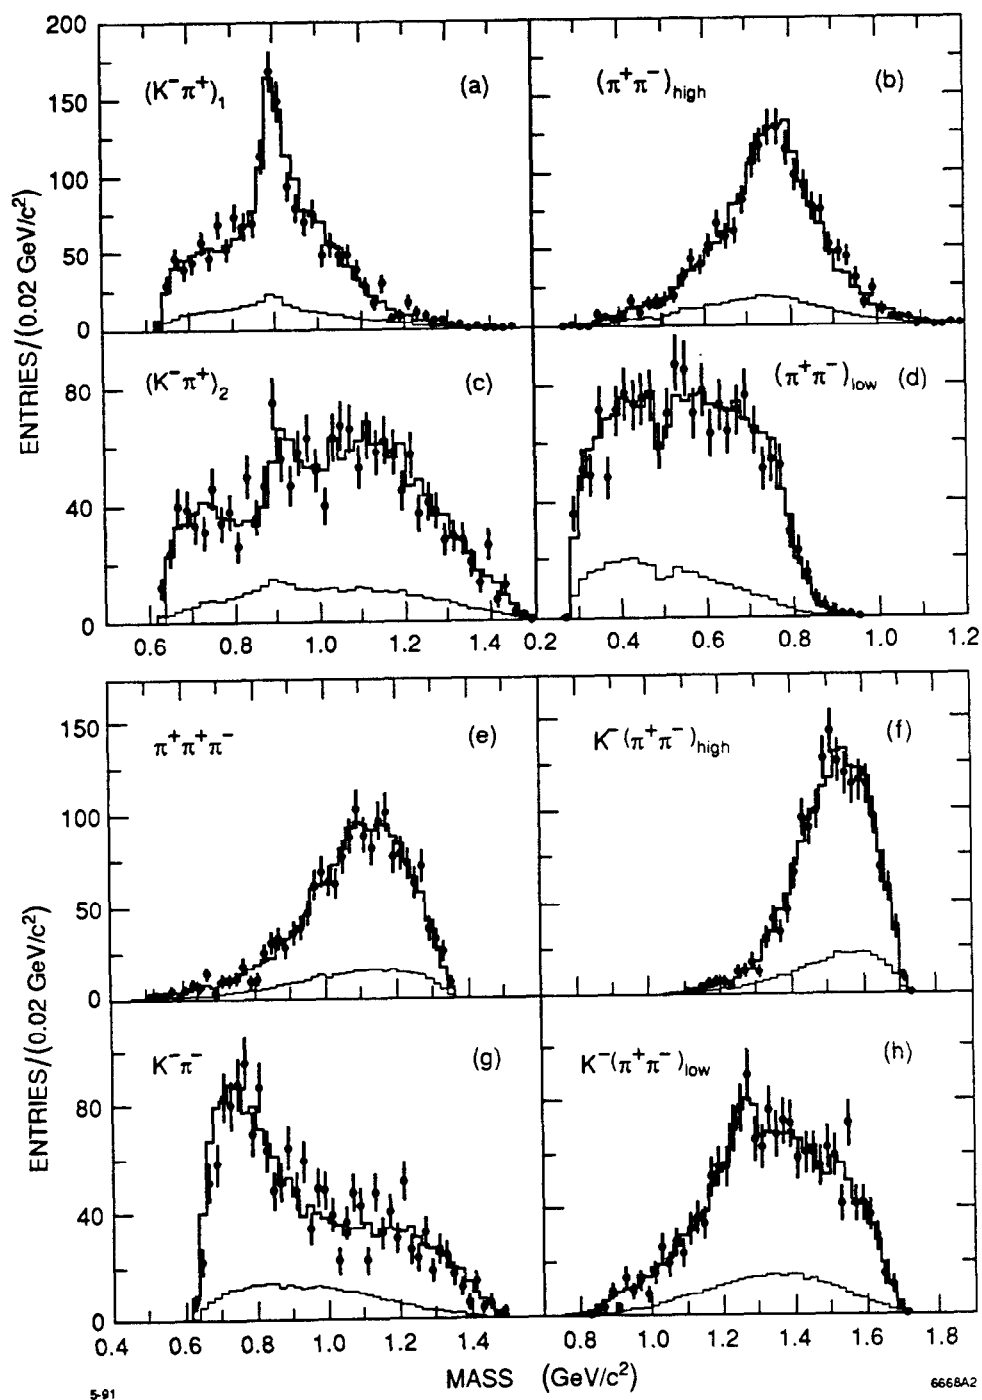 200
150
100
50
0
ENTRIES/(0.02 GeV/c²)
(K⁻π⁺)₁
(a)
(π⁺π⁻)high
(b)
80
40
0
(K⁻π⁺)₂
(c)
(π⁺π⁻)low
(d)
0.6 0.8 1.0 1.2 1.4 0.2 0.4 0.6 0.8 1.0 1.2
150
100
50
0
ENTRIES/(0.02 GeV/c²)
π⁺π⁺π⁻
(e)
K⁻(π⁺π⁻)high
(f)
80
40
0
K⁻π⁻
(g)
K⁻(π⁺π⁻)low
(h)
0.4 0.6 0.8 1.0 1.2 1.4 0.8 1.0 1.2 1.4 1.6 1.8
MASS (GeV/c²)
5-91
6668A2